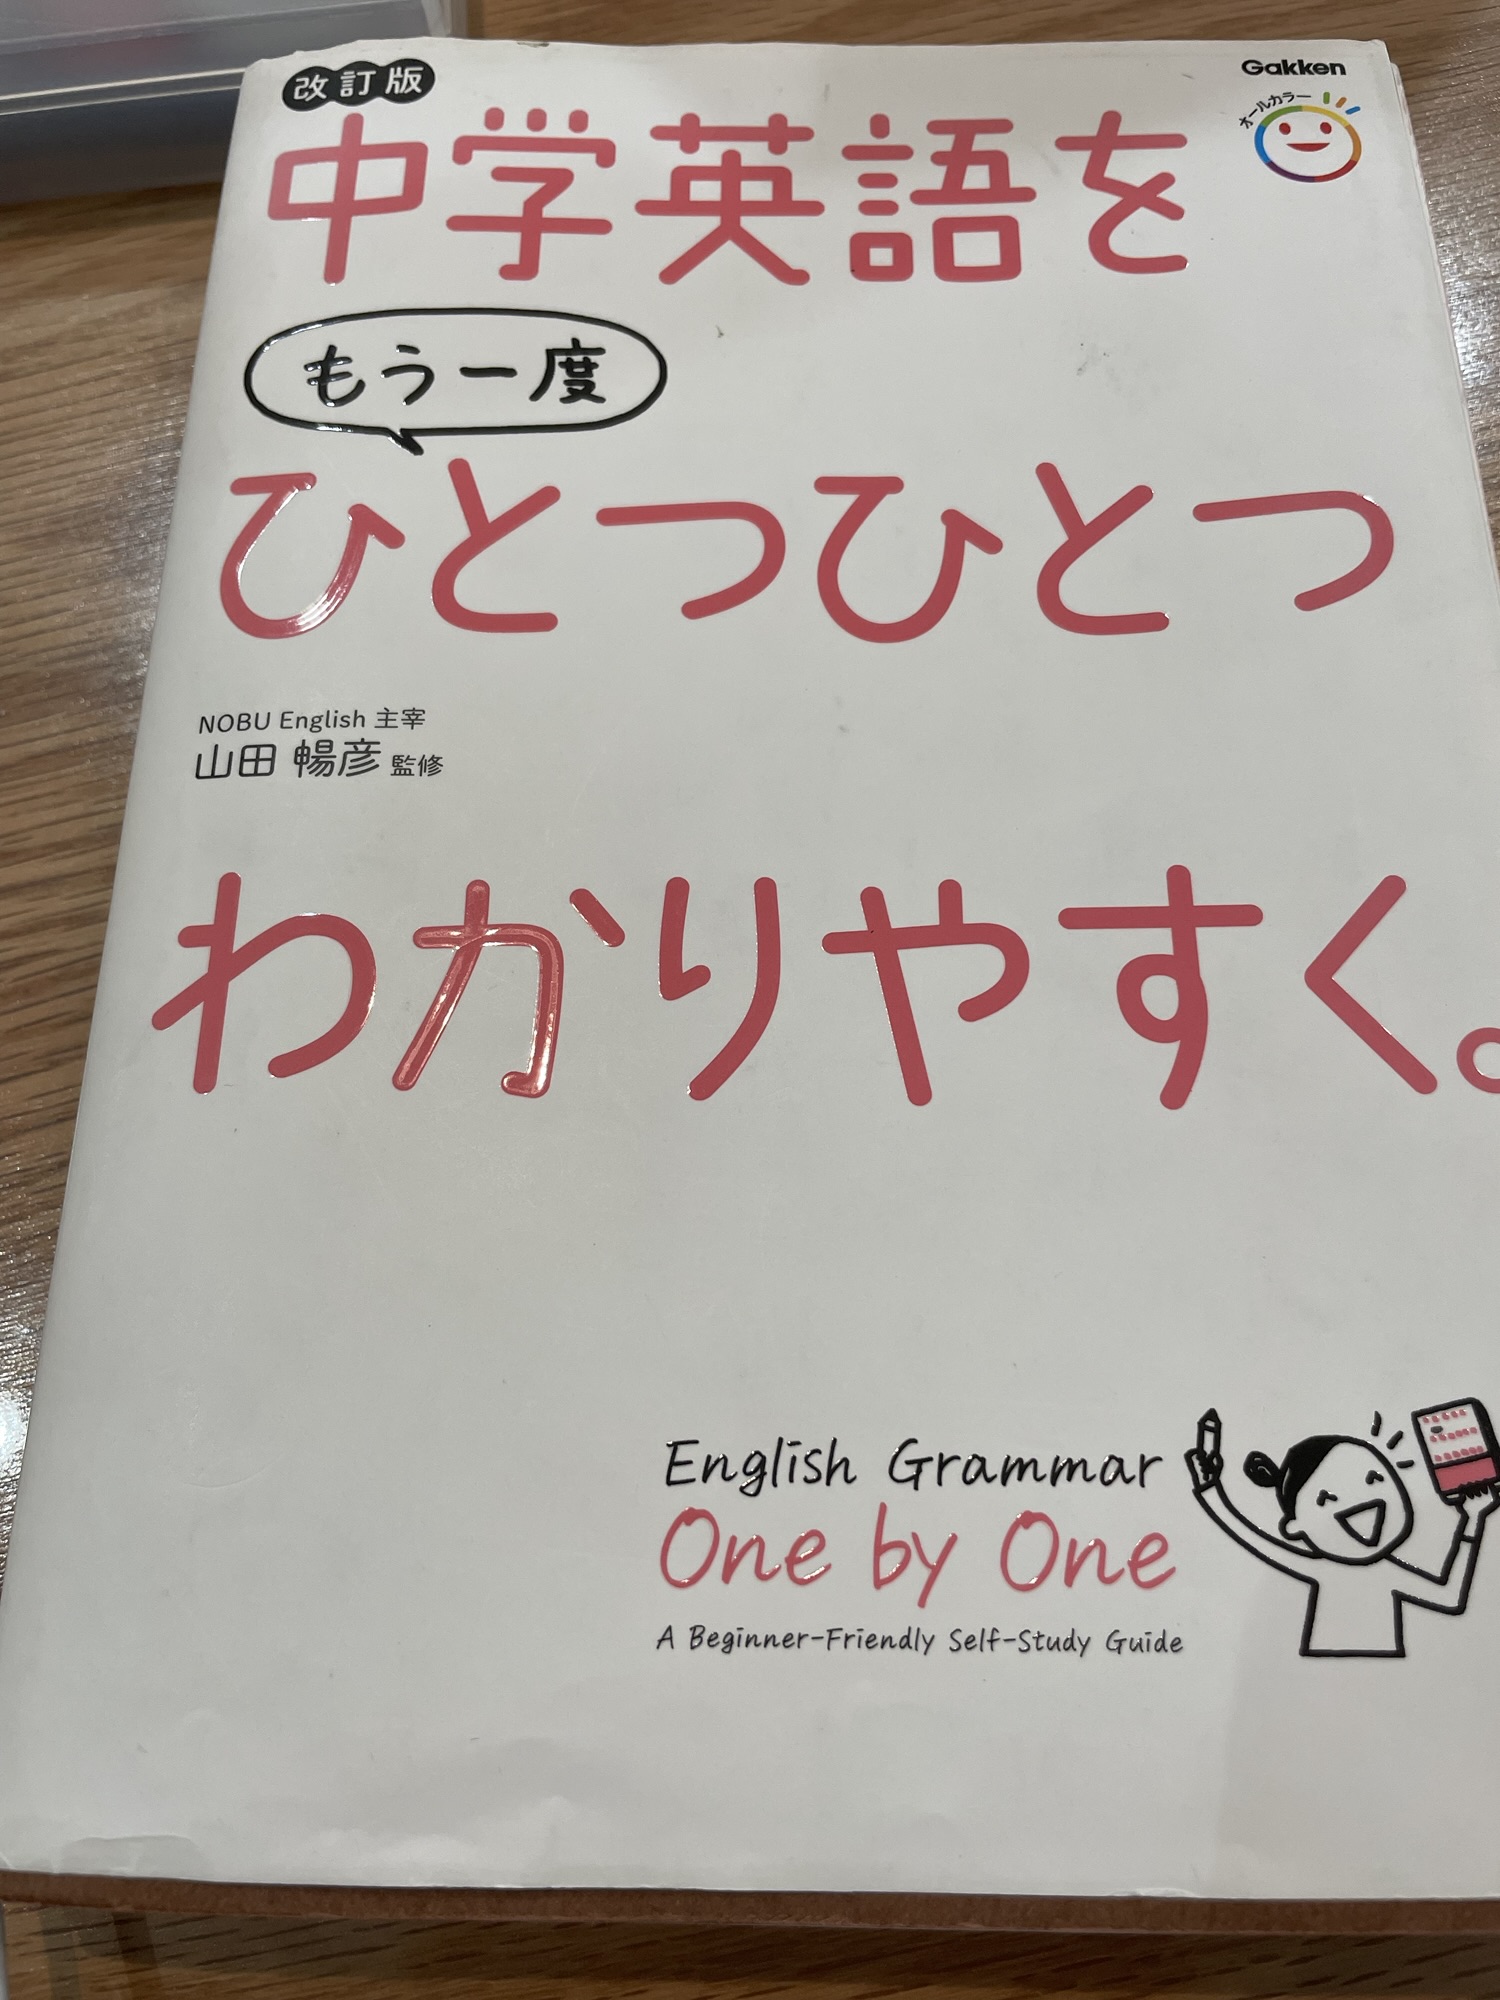 改訂版
Gakken
オールカラー
中学英語を
もう一度
ひとつひとつ
NOBU English 主宰
山田 暢彦 監修
わかりやすく。
English Grammar
One by One
A Beginner-Friendly Self-Study Guide